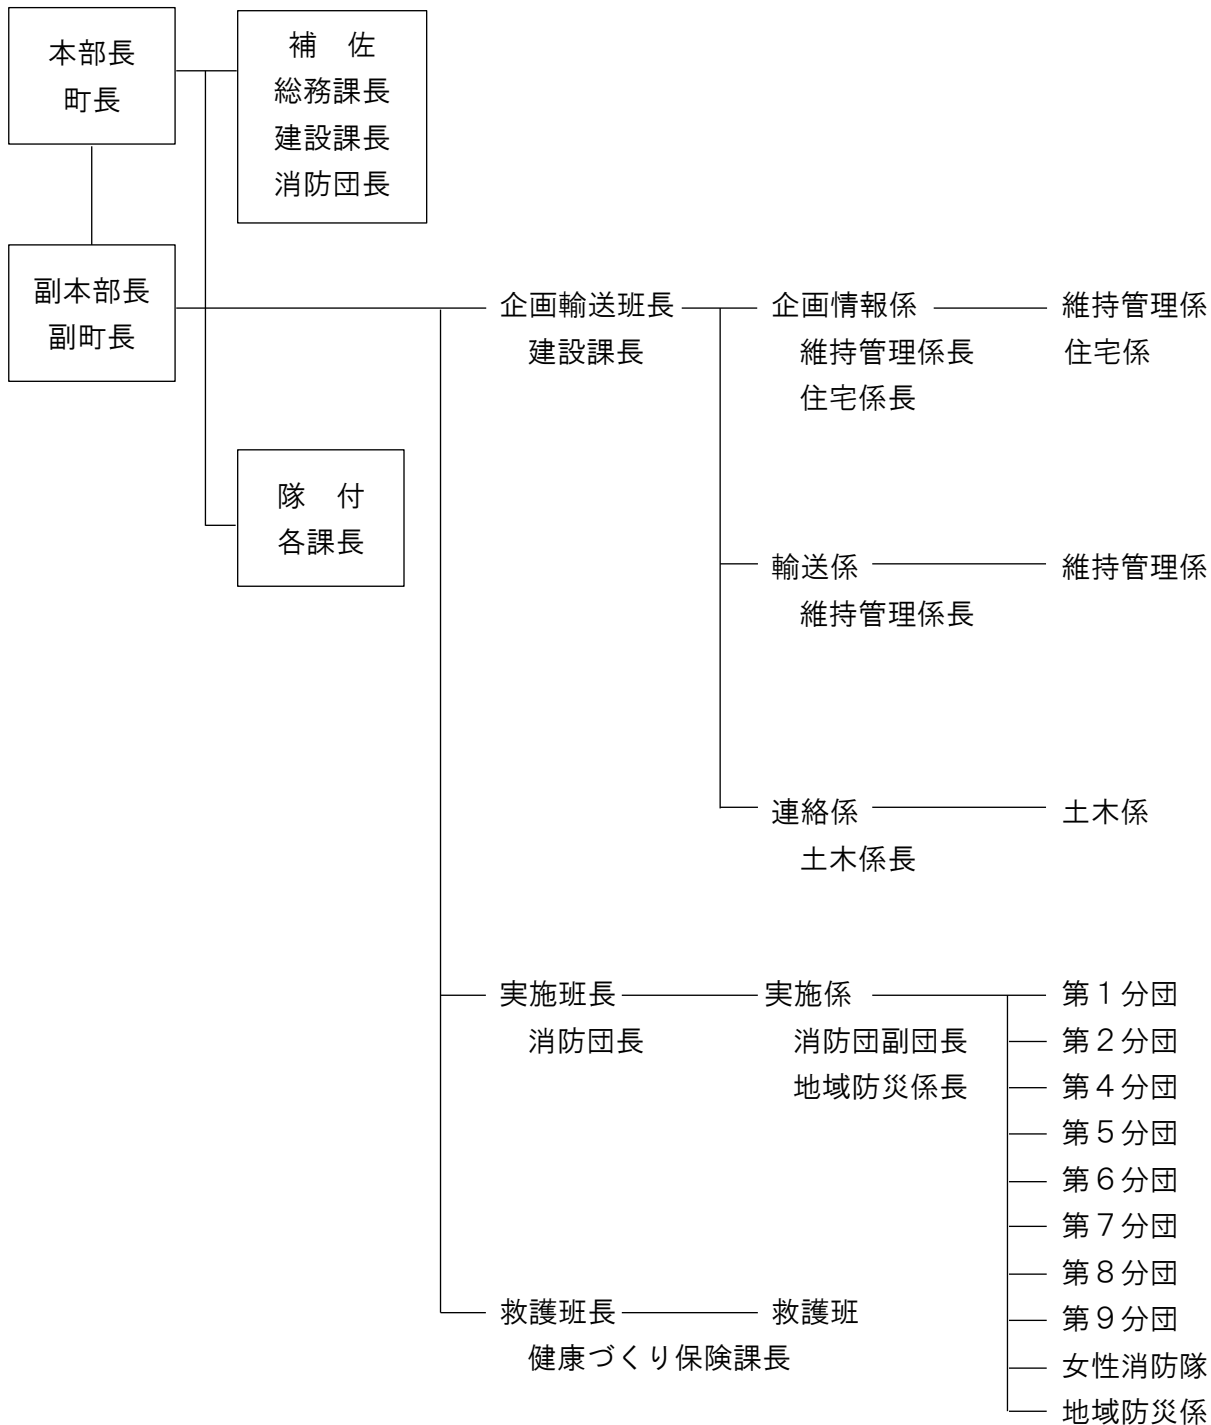 本部長
町長
補　佐
総務課長
建設課長
消防団長
副本部長
副町長
企画輸送班長
建設課長
企画情報係
維持管理係長
住宅係長
維持管理係
住宅係
隊　付
各課長
輸送係
維持管理係長
維持管理係
連絡係
土木係長
土木係
実施班長
消防団長
実施係
消防団副団長
地域防災係長
第１分団
第２分団
第４分団
第５分団
第６分団
第７分団
第８分団
第９分団
女性消防隊
地域防災係
救護班長
健康づくり保険課長
救護班